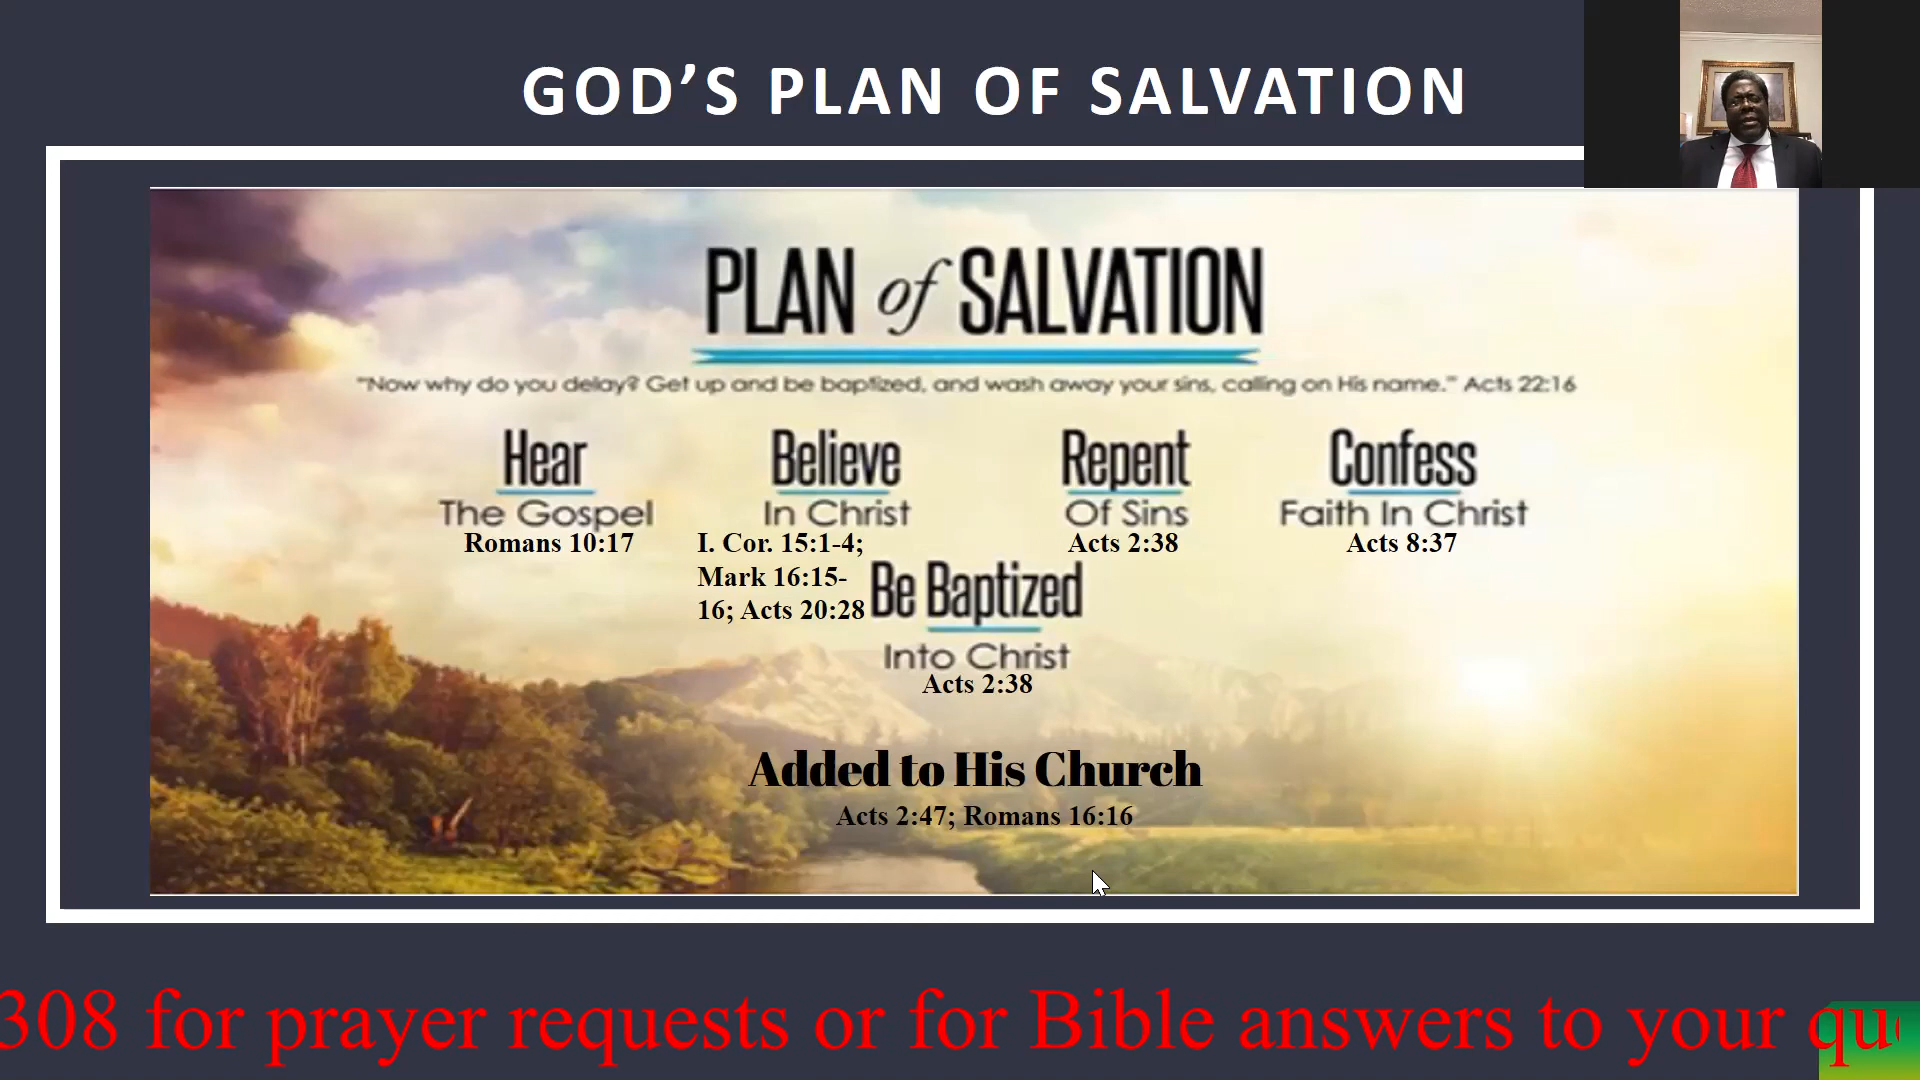 GOD’S PLAN OF SALVATION
PLAN of SALVATION
"Now why do you delay? Get up and be baptized, and wash away your sins, calling on His name." Acts 22:16
Hear
The Gospel
Romans 10:17
Believe
In Christ
I. Cor. 15:1-4;
Mark 16:15-
16; Acts 20:28
Repent
Of Sins
Acts 2:38
Confess
Faith In Christ
Acts 8:37
Be Baptized
Into Christ
Acts 2:38
Added to His Church
Acts 2:47; Romans 16:16
308 for prayer requests or for Bible answers to your